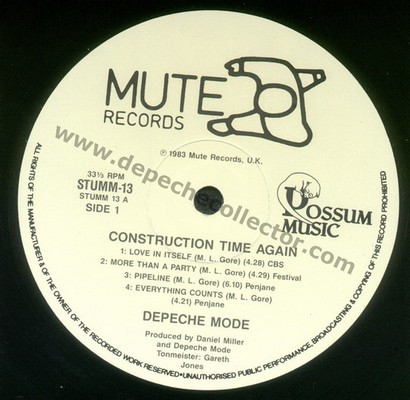 MUTE
RECORDS
℗ 1983 Mute Records, U.K.
33⅓ RPM
STUMM-13
STUMM 13 A
SIDE 1
Possum
MUSIC
CONSTRUCTION TIME AGAIN
1: LOVE IN ITSELF (M. L. Gore) (4.28) CBS
2: MORE THAN A PARTY (M. L. Gore) (4.29) Festival
3: PIPELINE (M. L. Gore) (6.10) Penjane
4: EVERYTHING COUNTS (M. L. Gore)
(4.21) Penjane
DEPECHE MODE
Produced by Daniel Miller
and Depeche Mode
Tonmeister: Gareth
Jones
ALL RIGHTS OF THE MANUFACTURER & OF THE OWNER OF THE RECORDED WORK RESERVED•UNAUTHORISED PUBLIC PERFORMANCE, BROADCASTING & COPYING OF THIS RECORD PROHIBITED
www.depechecollector.com